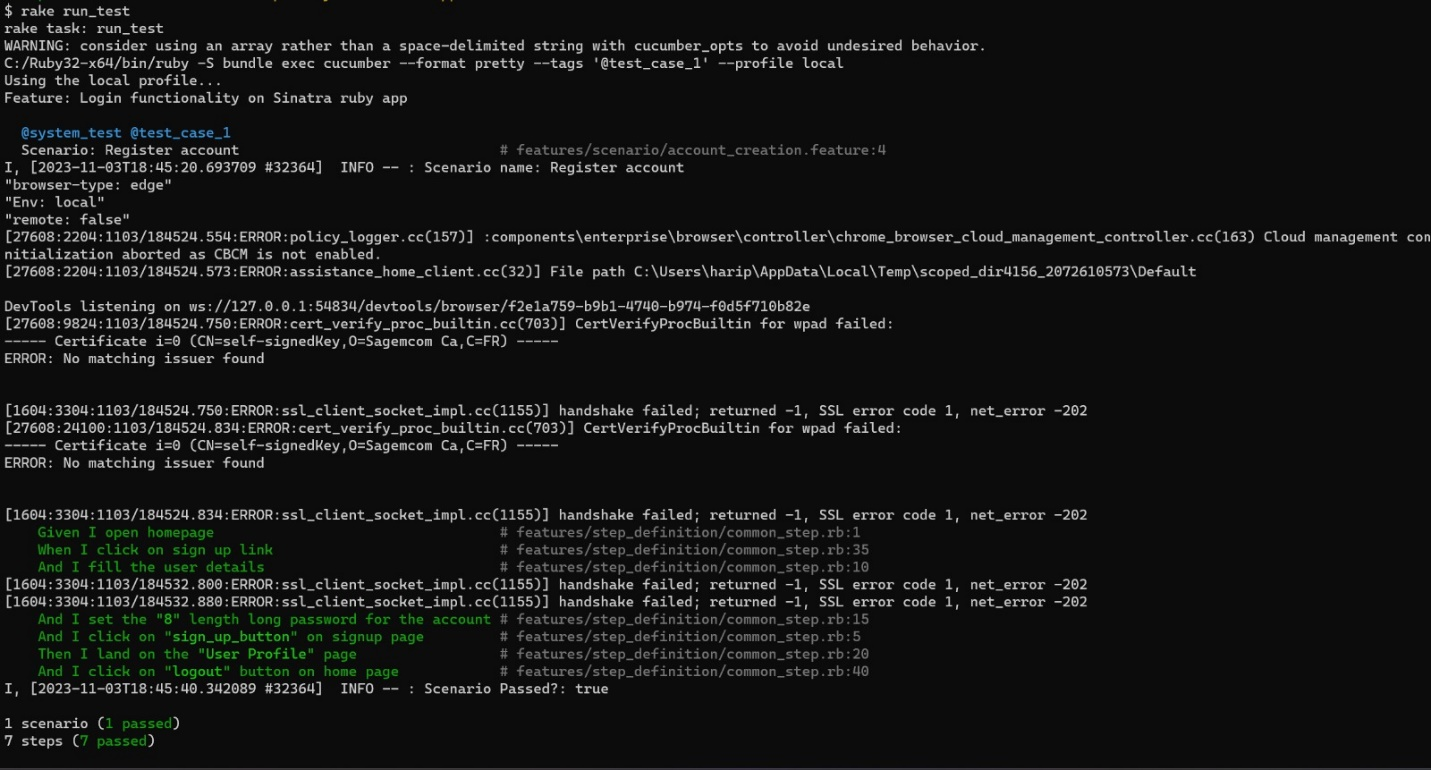 $ rake run_test
rake task: run_test
WARNING: consider using an array rather than a space-delimited string with cucumber_opts to avoid undesired behavior.
C:/Ruby32-x64/bin/ruby -S bundle exec cucumber --format pretty --tags '@test_case_1' --profile local
Using the local profile...
Feature: Login functionality on Sinatra ruby app
@system_test @test_case_1
Scenario: Register account # features/scenario/account_creation.feature:4
I, [2023-11-03T18:45:20.693709 #32364] INFO -- : Scenario name: Register account
"browser-type: edge"
"Env: local"
"remote: false"
[27608:2204:1103/184524.554:ERROR:policy_logger.cc(157)] :components\enterprise\browser\controller\chrome_browser_cloud_management_controller.cc(163) Cloud management con
nitialization aborted as CBCM is not enabled.
[27608:2204:1103/184524.573:ERROR:assistance_home_client.cc(32)] File path C:\Users\harip\AppData\Local\Temp\scoped_dir4156_2072610573\Default
DevTools listening on ws://127.0.0.1:54834/devtools/browser/f2e1a759-b9b1-4740-b974-f0d5f710b82e
[27608:9824:1103/184524.750:ERROR:cert_verify_proc_builtin.cc(703)] CertVerifyProcBuiltin for wpad failed:
----- Certificate i=0 (CN=self-signedKey,O=Sagemcom Ca,C=FR) -----
ERROR: No matching issuer found
[1604:3304:1103/184524.750:ERROR:ssl_client_socket_impl.cc(1155)] handshake failed; returned -1, SSL error code 1, net_error -202
[27608:24100:1103/184524.834:ERROR:cert_verify_proc_builtin.cc(703)] CertVerifyProcBuiltin for wpad failed:
----- Certificate i=0 (CN=self-signedKey,O=Sagemcom Ca,C=FR) -----
ERROR: No matching issuer found
[1604:3304:1103/184524.834:ERROR:ssl_client_socket_impl.cc(1155)] handshake failed; returned -1, SSL error code 1, net_error -202
Given I open homepage # features/step_definition/common_step.rb:1
When I click on sign up link # features/step_definition/common_step.rb:35
And I fill the user details # features/step_definition/common_step.rb:10
[1604:3304:1103/184532.800:ERROR:ssl_client_socket_impl.cc(1155)] handshake failed; returned -1, SSL error code 1, net_error -202
[1604:3304:1103/184532.880:ERROR:ssl_client_socket_impl.cc(1155)] handshake failed; returned -1, SSL error code 1, net_error -202
And I set the "8" length long password for the account # features/step_definition/common_step.rb:15
And I click on "sign_up_button" on signup page # features/step_definition/common_step.rb:5
Then I land on the "User Profile" page # features/step_definition/common_step.rb:20
And I click on "logout" button on home page # features/step_definition/common_step.rb:40
I, [2023-11-03T18:45:40.342089 #32364] INFO -- : Scenario Passed?: true
1 scenario (1 passed)
7 steps (7 passed)